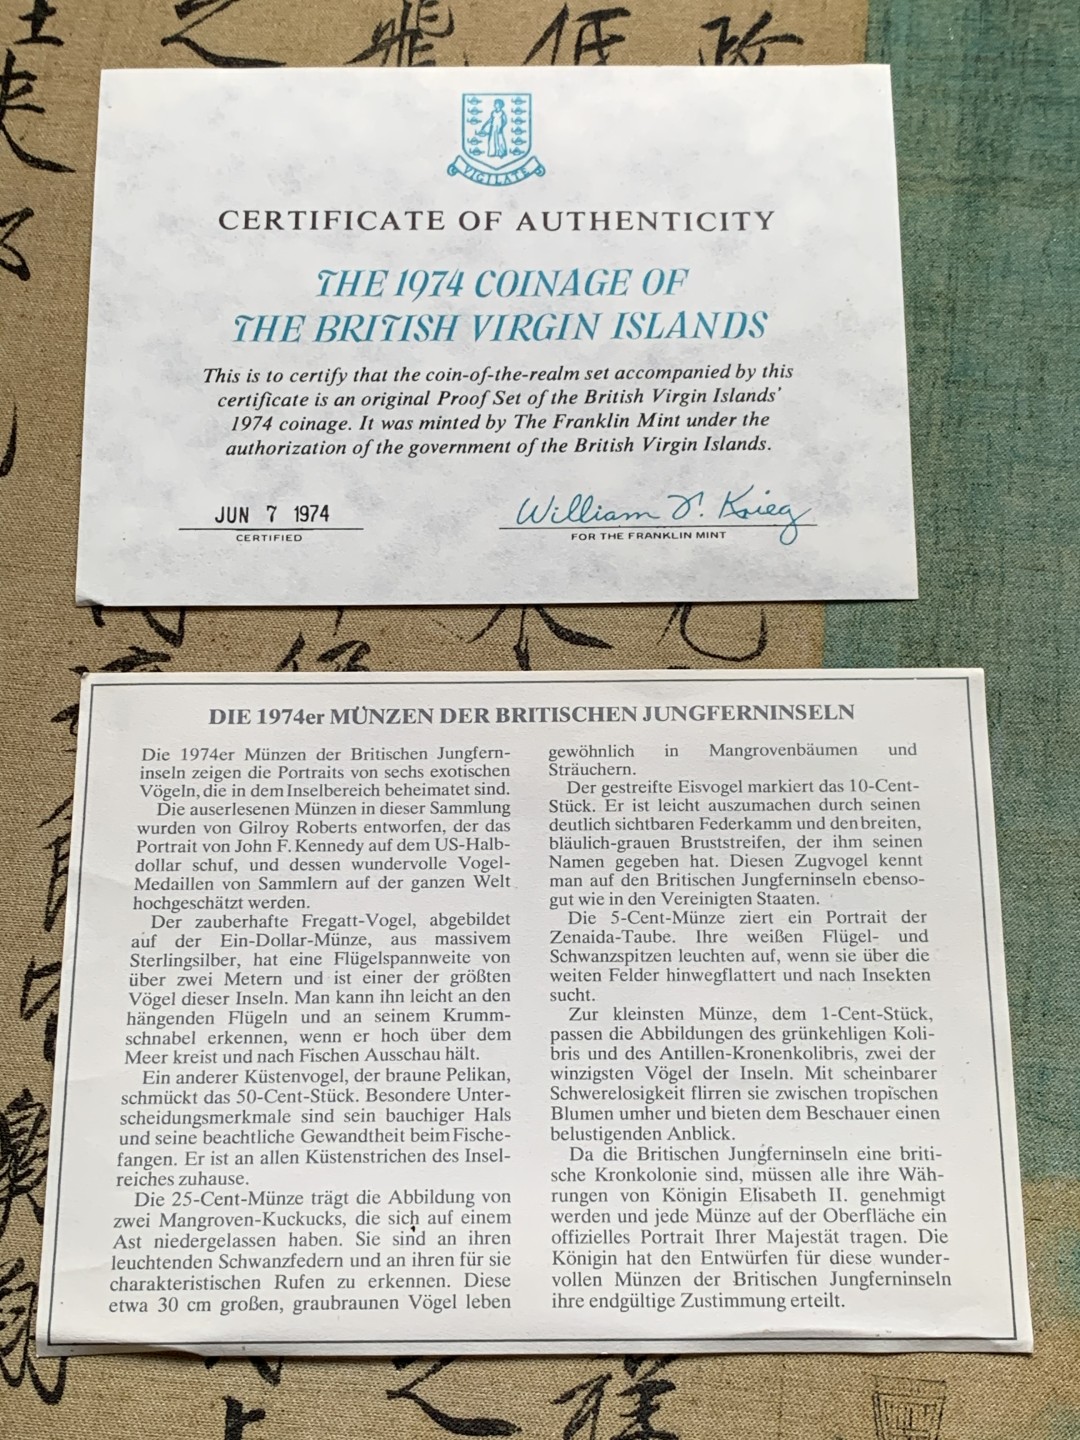 之 飛 低
VIGILATE
CERTIFICATE OF AUTHENTICITY
THE 1974 COINAGE OF
THE BRITISH VIRGIN ISLANDS
This is to certify that the coin-of-the-realm set accompanied by this
certificate is an original Proof Set of the British Virgin Islands'
1974 coinage. It was minted by The Franklin Mint under the
authorization of the government of the British Virgin Islands.
JUN 7 1974
CERTIFIED
William T. Krieg
FOR THE FRANKLIN MINT
DIE 1974er MÜNZEN DER BRITISCHEN JUNGFERNINSELN
Die 1974er Münzen der Britischen Jungfern-
inseln zeigen die Portraits von sechs exotischen
Vögeln, die in dem Inselbereich beheimatet sind.
Die auserlesenen Münzen in dieser Sammlung
wurden von Gilroy Roberts entworfen, der das
Portrait von John F. Kennedy auf dem US-Halb-
dollar schuf, und dessen wundervolle Vogel-
Medaillen von Sammlern auf der ganzen Welt
hochgeschätzt werden.
Der zauberhafte Fregatt-Vogel, abgebildet
auf der Ein-Dollar-Münze, aus massivem
Sterlingsilber, hat eine Flügelspannweite von
über zwei Metern und ist einer der größten
Vögel dieser Inseln. Man kann ihn leicht an den
hängenden Flügeln und an seinem Krumm-
schnabel erkennen, wenn er hoch über dem
Meer kreist und nach Fischen Ausschau hält.
Ein anderer Küstenvogel, der braune Pelikan,
schmückt das 50-Cent-Stück. Besondere Unter-
scheidungsmerkmale sind sein bauchiger Hals
und seine beachtliche Gewandtheit beim Fische-
fangen. Er ist an allen Küstenstrichen des Insel-
reiches zuhause.
Die 25-Cent-Münze trägt die Abbildung von
zwei Mangroven-Kuckucks, die sich auf einem
Ast niedergelassen haben. Sie sind an ihren
leuchtenden Schwanzfedern und an ihren für sie
charakteristischen Rufen zu erkennen. Diese
etwa 30 cm großen, graubraunen Vögel leben
gewöhnlich in Mangrovenbäumen und
Sträuchern.
Der gestreifte Eisvogel markiert das 10-Cent-
Stück. Er ist leicht auszumachen durch seinen
deutlich sichtbaren Federkamm und den breiten,
bläulich-grauen Bruststreifen, der ihm seinen
Namen gegeben hat. Diesen Zugvogel kennt
man auf den Britischen Jungferninseln ebenso-
gut wie in den Vereinigten Staaten.
Die 5-Cent-Münze ziert ein Portrait der
Zenaida-Taube. Ihre weißen Flügel- und
Schwanzspitzen leuchten auf, wenn sie über die
weiten Felder hinwegflattert und nach Insekten
sucht.
Zur kleinsten Münze, dem 1-Cent-Stück,
passen die Abbildungen des grünkehligen Koli-
bris und des Antillen-Kronenkolibris, zwei der
winzigsten Vögel der Inseln. Mit scheinbarer
Schwerelosigkeit flirren sie zwischen tropischen
Blumen umher und bieten dem Beschauer einen
belustigenden Anblick.
Da die Britischen Jungferninseln eine briti-
sche Kronkolonie sind, müssen alle ihre Wäh-
rungen von Königin Elisabeth II. genehmigt
werden und jede Münze auf der Oberfläche ein
offizielles Portrait Ihrer Majestät tragen. Die
Königin hat den Entwürfen für diese wunder-
vollen Münzen der Britischen Jungferninseln
ihre endgültige Zustimmung erteilt.
之